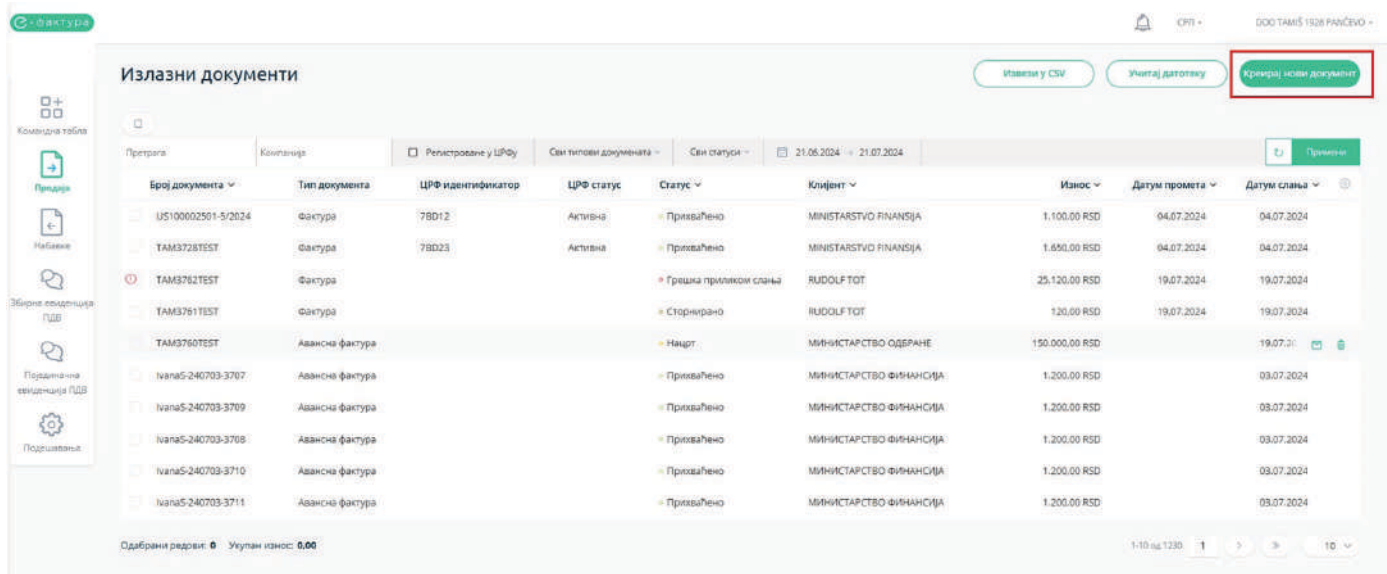 е-фактура
СРП
DOO TAMIŠ 1928 PANČEVO
Излазни документи
Извези у CSV
Учитај датотеку
Креирај нови документ
Командна табла
Продаја
Набавке
Збирна евиденција ПДВ
Појединачна евиденција ПДВ
Подешавања
Претрага Компанија Регистроване у ЦРФу Сви типови докумената Сви статуси 21.06.2024 21.07.2024 Примени
Број документа Тип документа ЦРФ идентификатор ЦРФ статус Статус Клијент Износ Датум промета Датум слања
US100002501-5/2024 Фактура 7BD12 Активна Прихваћено MINISTARSTVO FINANSIJA 1.100,00 RSD 04.07.2024 04.07.2024
TAM3728TEST Фактура 7BD23 Активна Прихваћено MINISTARSTVO FINANSIJA 1.650,00 RSD 04.07.2024 04.07.2024
TAM3762TEST Фактура Грешка приликом слања RUDOLF TOT 25.120,00 RSD 19.07.2024 19.07.2024
TAM3761TEST Фактура Сторнирано RUDOLF TOT 120,00 RSD 19.07.2024 19.07.2024
TAM3760TEST Авансна фактура Нацрт МИНИСТАРСТВО ОДБРАНЕ 150.000,00 RSD 19.07.20
IvanaS-240703-3707 Авансна фактура Прихваћено МИНИСТАРСТВО ФИНАНСИЈА 1.200,00 RSD 03.07.2024
IvanaS-240703-3709 Авансна фактура Прихваћено МИНИСТАРСТВО ФИНАНСИЈА 1.200,00 RSD 03.07.2024
IvanaS-240703-3708 Авансна фактура Прихваћено МИНИСТАРСТВО ФИНАНСИЈА 1.200,00 RSD 03.07.2024
IvanaS-240703-3710 Авансна фактура Прихваћено МИНИСТАРСТВО ФИНАНСИЈА 1.200,00 RSD 03.07.2024
IvanaS-240703-3711 Авансна фактура Прихваћено МИНИСТАРСТВО ФИНАНСИЈА 1.200,00 RSD 03.07.2024
Одабрани редови: 0 Укупан износ: 0,00
1-10 од 1230 1 10